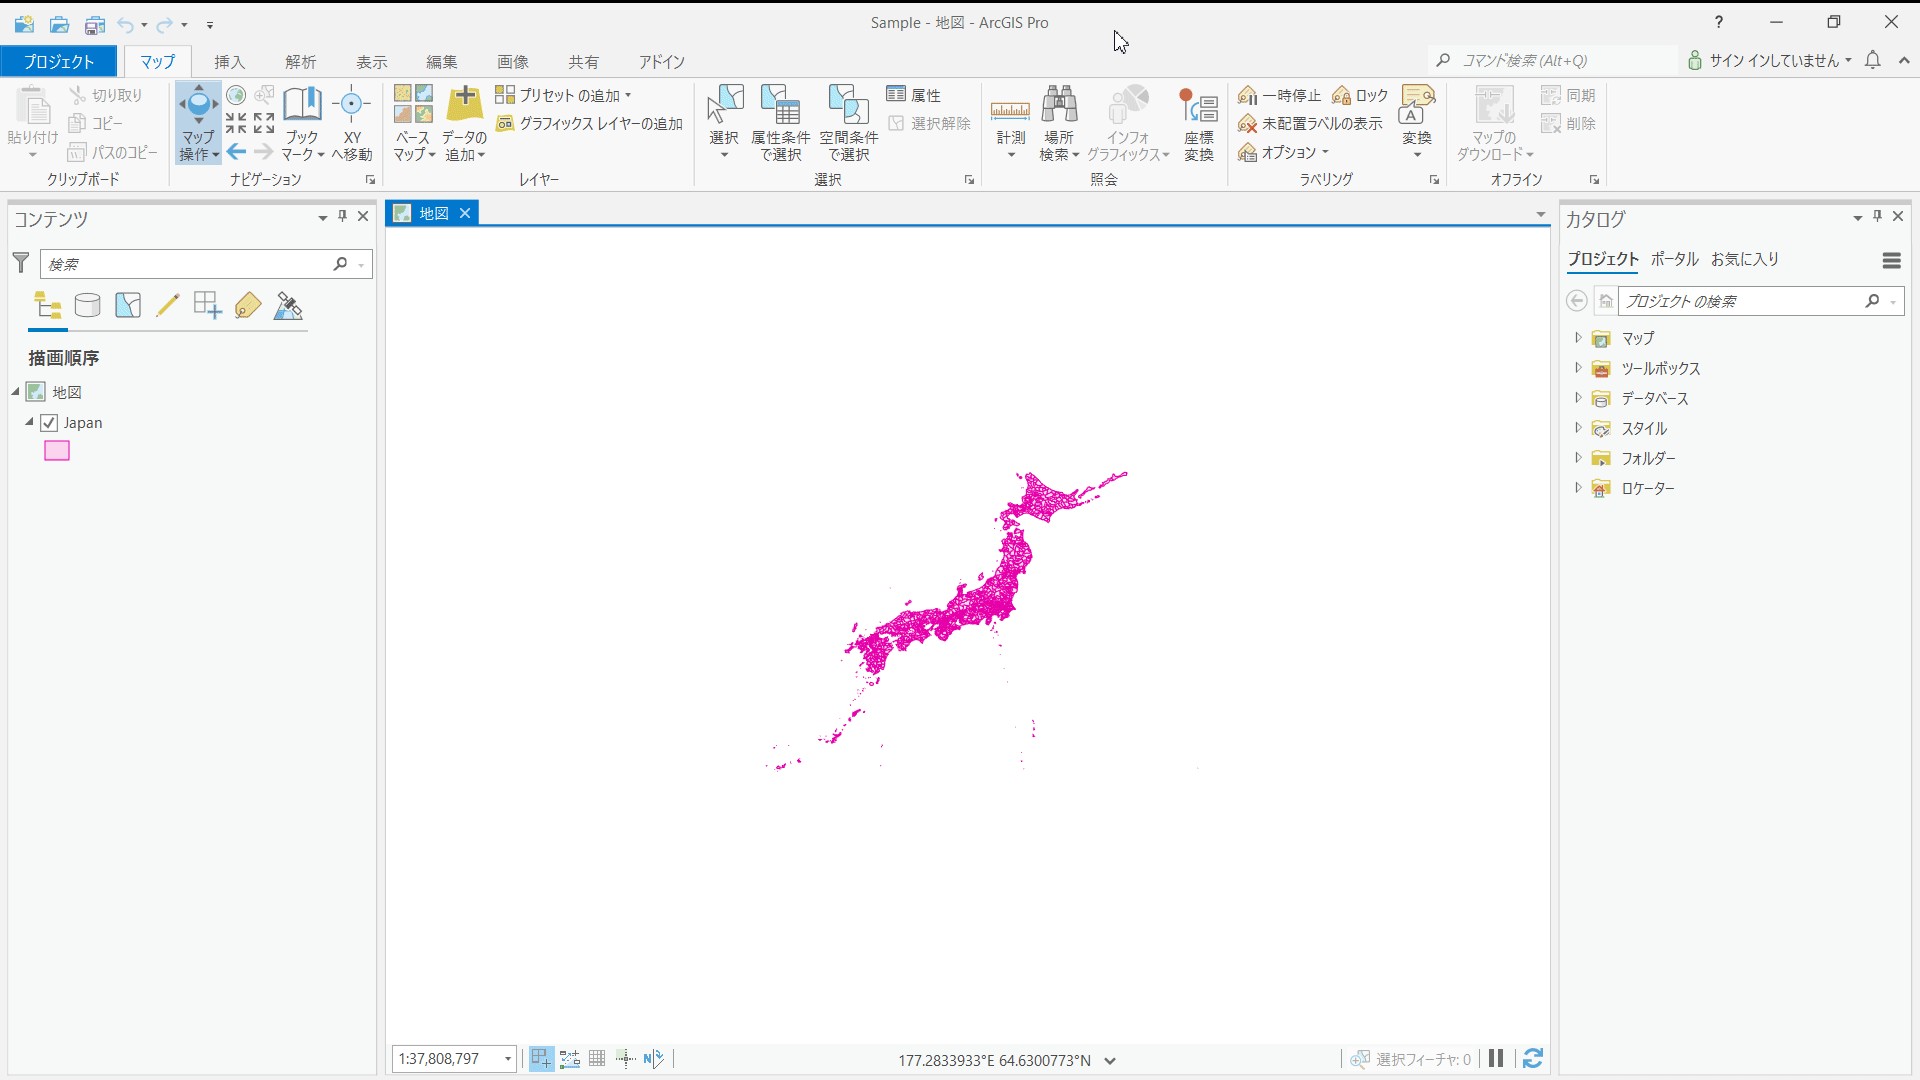 Sample - 地図 - ArcGIS Pro
?
プロジェクト マップ 挿入 解析 表示 編集 画像 共有 アドイン
コマンド検索 (Alt+Q)
サイン インしていません
貼り付け
切り取り
コピー
パスのコピー
クリップボード
マップ
操作
ブック
マーク
XY
へ移動
ナビゲーション
ベース
マップ
データの
追加
プリセット の追加
グラフィックス レイヤーの追加
レイヤー
選択
属性条件
で選択
空間条件
で選択
属性
選択解除
選択
計測
場所
検索
インフォ
グラフィックス
座標
変換
照会
一時停止
ロック
未配置ラベルの表示
オプション
変換
ラベリング
マップの
ダウンロード
同期
削除
オフライン
コンテンツ
検索
描画順序
地図
Japan
地図
1:37,808,797
177.2833933°E 64.6300773°N
選択フィーチャ: 0
カタログ
プロジェクト ポータル お気に入り
プロジェクト の検索
マップ
ツールボックス
データベース
スタイル
フォルダー
ロケーター